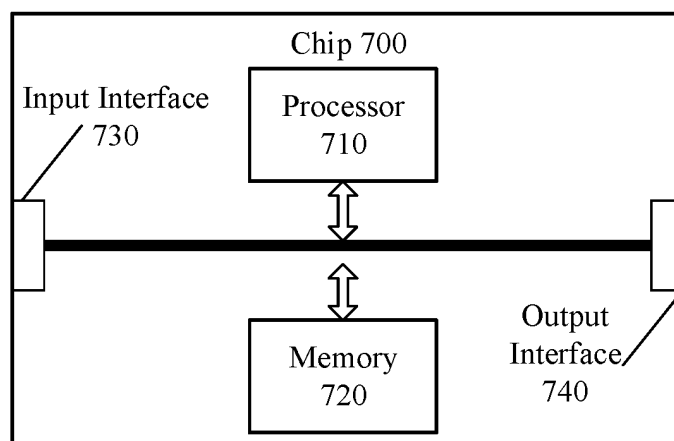 Chip 700
Input Interface
730
Processor
710
Memory
720
Output
Interface
740